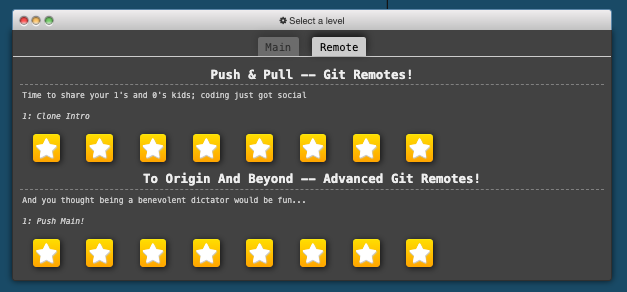 Select a level
Main
Remote
Push & Pull -- Git Remotes!
Time to share your 1's and 0's kids; coding just got social
1: Clone Intro
To Origin And Beyond -- Advanced Git Remotes!
And you thought being a benevolent dictator would be fun...
1: Push Main!